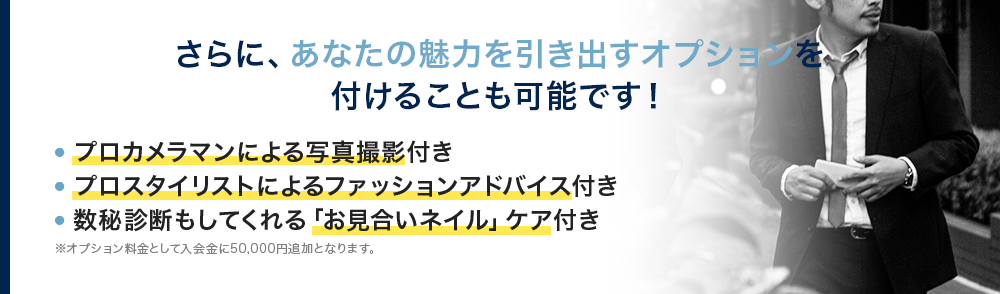 さらに、あなたの魅力を引き出すオプションを
付けることも可能です！
プロカメラマンによる写真撮影付き
プロスタイリストによるファッションアドバイス付き
数秘診断もしてくれる「お見合いネイル」ケア付き
※オプション料金として入会金に50,000円追加となります。